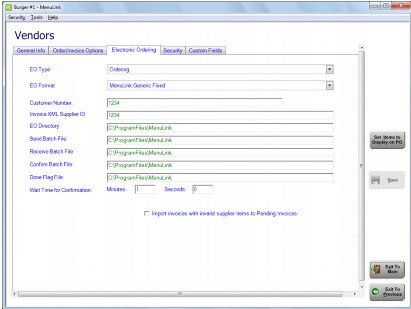 Burger #1 - MenuLink
Security Tools Help
Vendors
General Info Order/Invoice Options Electronic Ordering Security Custom Fields
EO Type Ordering
EO Format MenuLink Generic Fixed
Customer Number: 1234
Invoice XML Supplier ID 1234
EO Directory: C:\ProgramFiles\MenuLink
Send Batch File: C:\ProgramFiles\MenuLink
Receive Batch File: C:\ProgramFiles\MenuLink
Confirm Batch File: C:\ProgramFiles\MenuLink
Done Flag File: C:\ProgramFiles\MenuLink
Wait Time for Confirmation: Minutes: 1 Seconds: 0
Import invoices with invalid supplier items to Pending Invoices
Set Items to
Display on PO
Save
Exit To
Main
Exit To
Previous